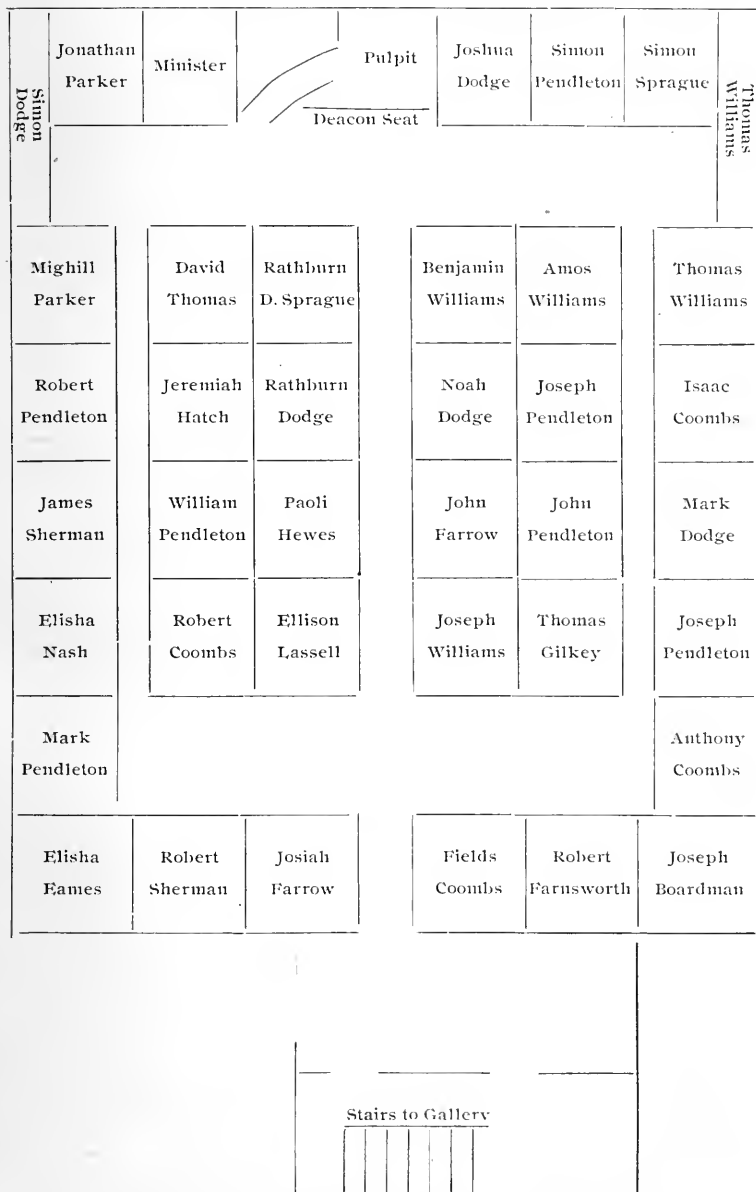 Simon
Dodge
Jonathan
Parker
Minister
Pulpit
Deacon Seat
Joshua
Dodge
Simon
Pendleton
Simon
Sprague
Thomas
Williams
Mighill
Parker
David
Thomas
Rathburn
D. Sprague
Benjamin
Williams
Amos
Williams
Thomas
Williams
Robert
Pendleton
Jeremiah
Hatch
Rathburn
Dodge
Noah
Dodge
Joseph
Pendleton
Isaac
Coombs
James
Sherman
William
Pendleton
Paoli
Hewes
John
Farrow
John
Pendleton
Mark
Dodge
Elisha
Nash
Robert
Coombs
Ellison
Lassell
Joseph
Williams
Thomas
Gilkey
Joseph
Pendleton
Mark
Pendleton
Anthony
Coombs
Elisha
Eames
Robert
Sherman
Josiah
Farrow
Fields
Coombs
Robert
Farnsworth
Joseph
Boardman
Stairs to Gallery